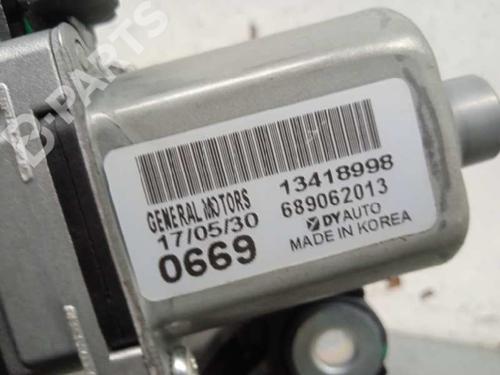 B-PARTS
GENERAL MOTORS 13418998
17/05/30 689062013
0669 DY AUTO
MADE IN KOREA